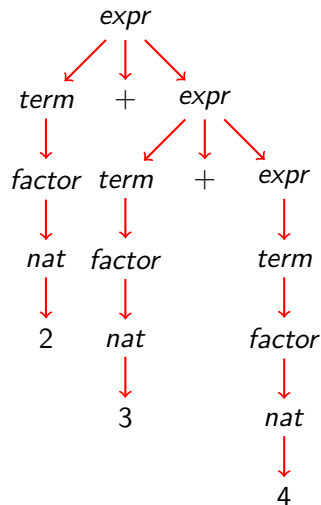 expr
term + expr
factor term + expr
nat factor term
2 nat factor
3 nat
4